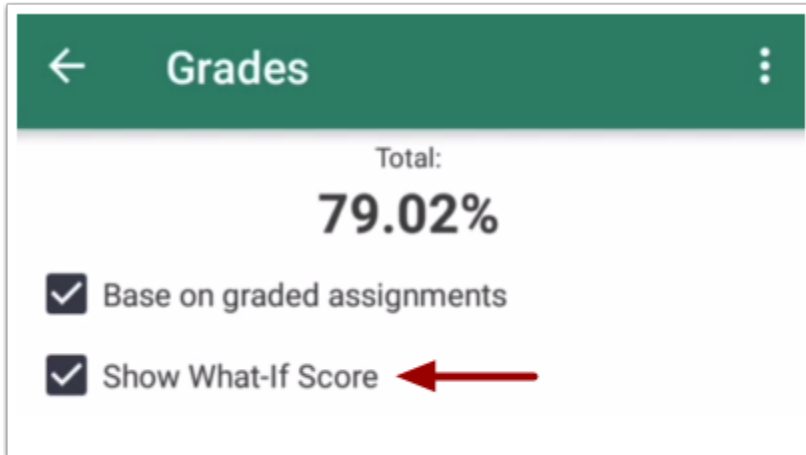 Grades
Total:
79.02%
Base on graded assignments
Show What-If Score